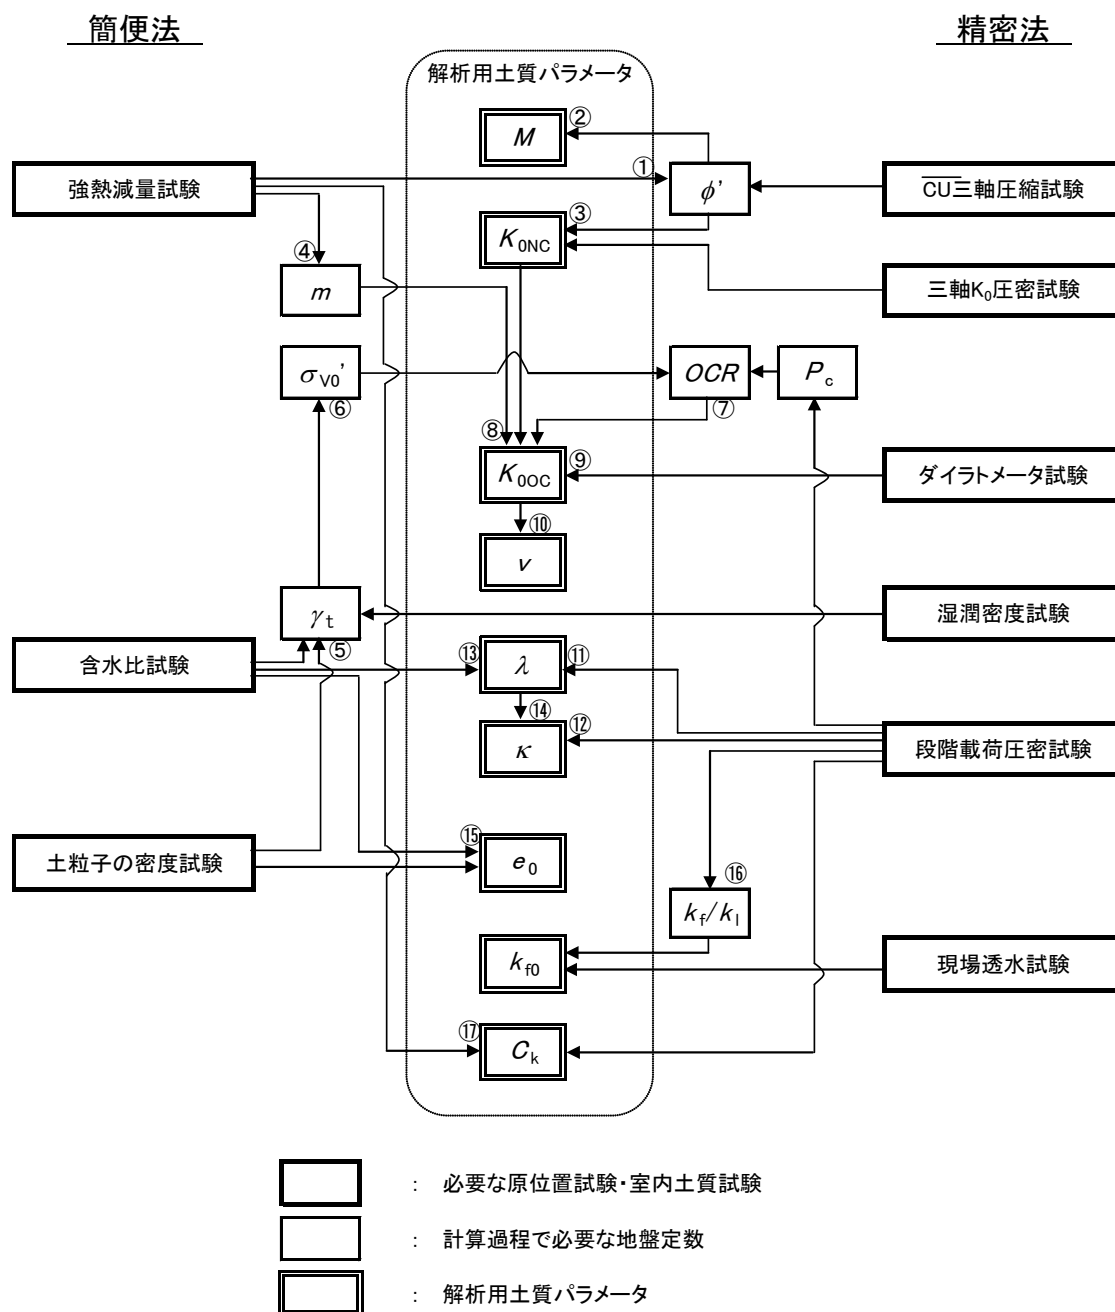 簡便法
精密法
解析用土質パラメータ
M
②
強熱減量試験
①
φ'
CU三軸圧縮試験
③
K0NC
④
m
三軸K0圧密試験
σV0'
⑥
OCR
⑦
Pc
⑧
K0OC
⑨
ダイラトメータ試験
⑩
ν
γt
⑤
湿潤密度試験
含水比試験
⑬
λ
⑪
⑭
κ
⑫
段階載荷圧密試験
⑮
土粒子の密度試験
e0
⑯
kf/kl
kf0
現場透水試験
⑰
Ck
: 必要な原位置試験・室内土質試験
: 計算過程で必要な地盤定数
: 解析用土質パラメータ